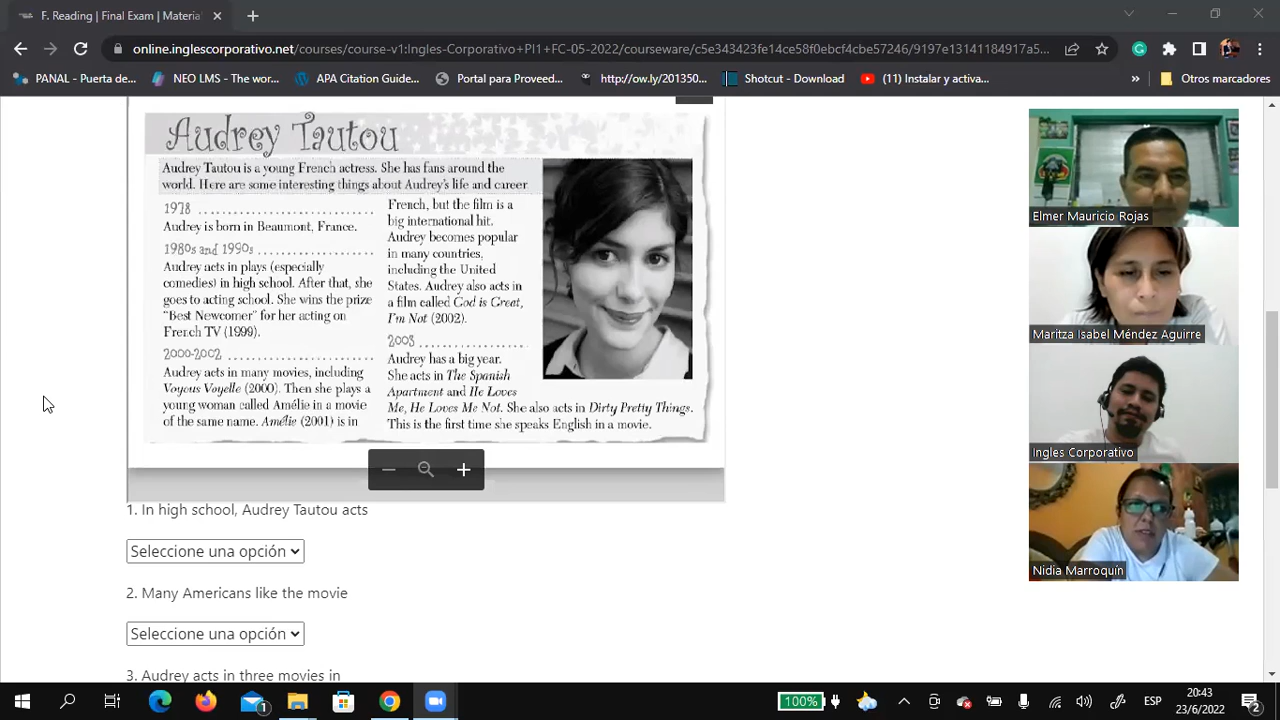 F. Reading | Final Exam | Materia
online.inglescorporativo.net/courses/course-v1:Ingles-Corporativo+PI1+FC-05-2022/courseware/c5e343423fe14ce58f0ebcf4cbe57246/9197e13141184917a5...
PANAL - Puerta de...
NEO LMS - The wor...
APA Citation Guide...
Portal para Proveed...
http://ow.ly/201350...
Shotcut - Download
(11) Instalar y activa...
»
Otros marcadores
Audrey Tautou
Audrey Tautou is a young French actress. She has fans around the
world. Here are some interesting things about Audrey's life and career.
1978
Audrey is born in Beaumont, France.
1980s and 1990s
Audrey acts in plays (especially
comedies) in high school. After that, she
goes to acting school. She wins the prize
"Best Newcomer" for her acting on
French TV (1999).
2000-2002
Audrey acts in many movies, including
Voyous Voyelle (2000). Then she plays a
young woman called Amélie in a movie
of the same name. Amélie (2001) is in
French, but the film is a
big international hit.
Audrey becomes popular
in many countries,
including the United
States. Audrey also acts in
a film called God is Great,
I'm Not (2002).
2003
Audrey has a big year.
She acts in The Spanish
Apartment and He Loves
Me, He Loves Me Not. She also acts in Dirty Pretty Things.
This is the first time she speaks English in a movie.
1. In high school, Audrey Tautou acts
Seleccione una opción
2. Many Americans like the movie
Seleccione una opción
3. Audrey acts in three movies in
Elmer Mauricio Rojas
Maritza Isabel Méndez Aguirre
Ingles Corporativo
Nidia Marroquín
1
100%
ESP
20:43
23/6/2022
2